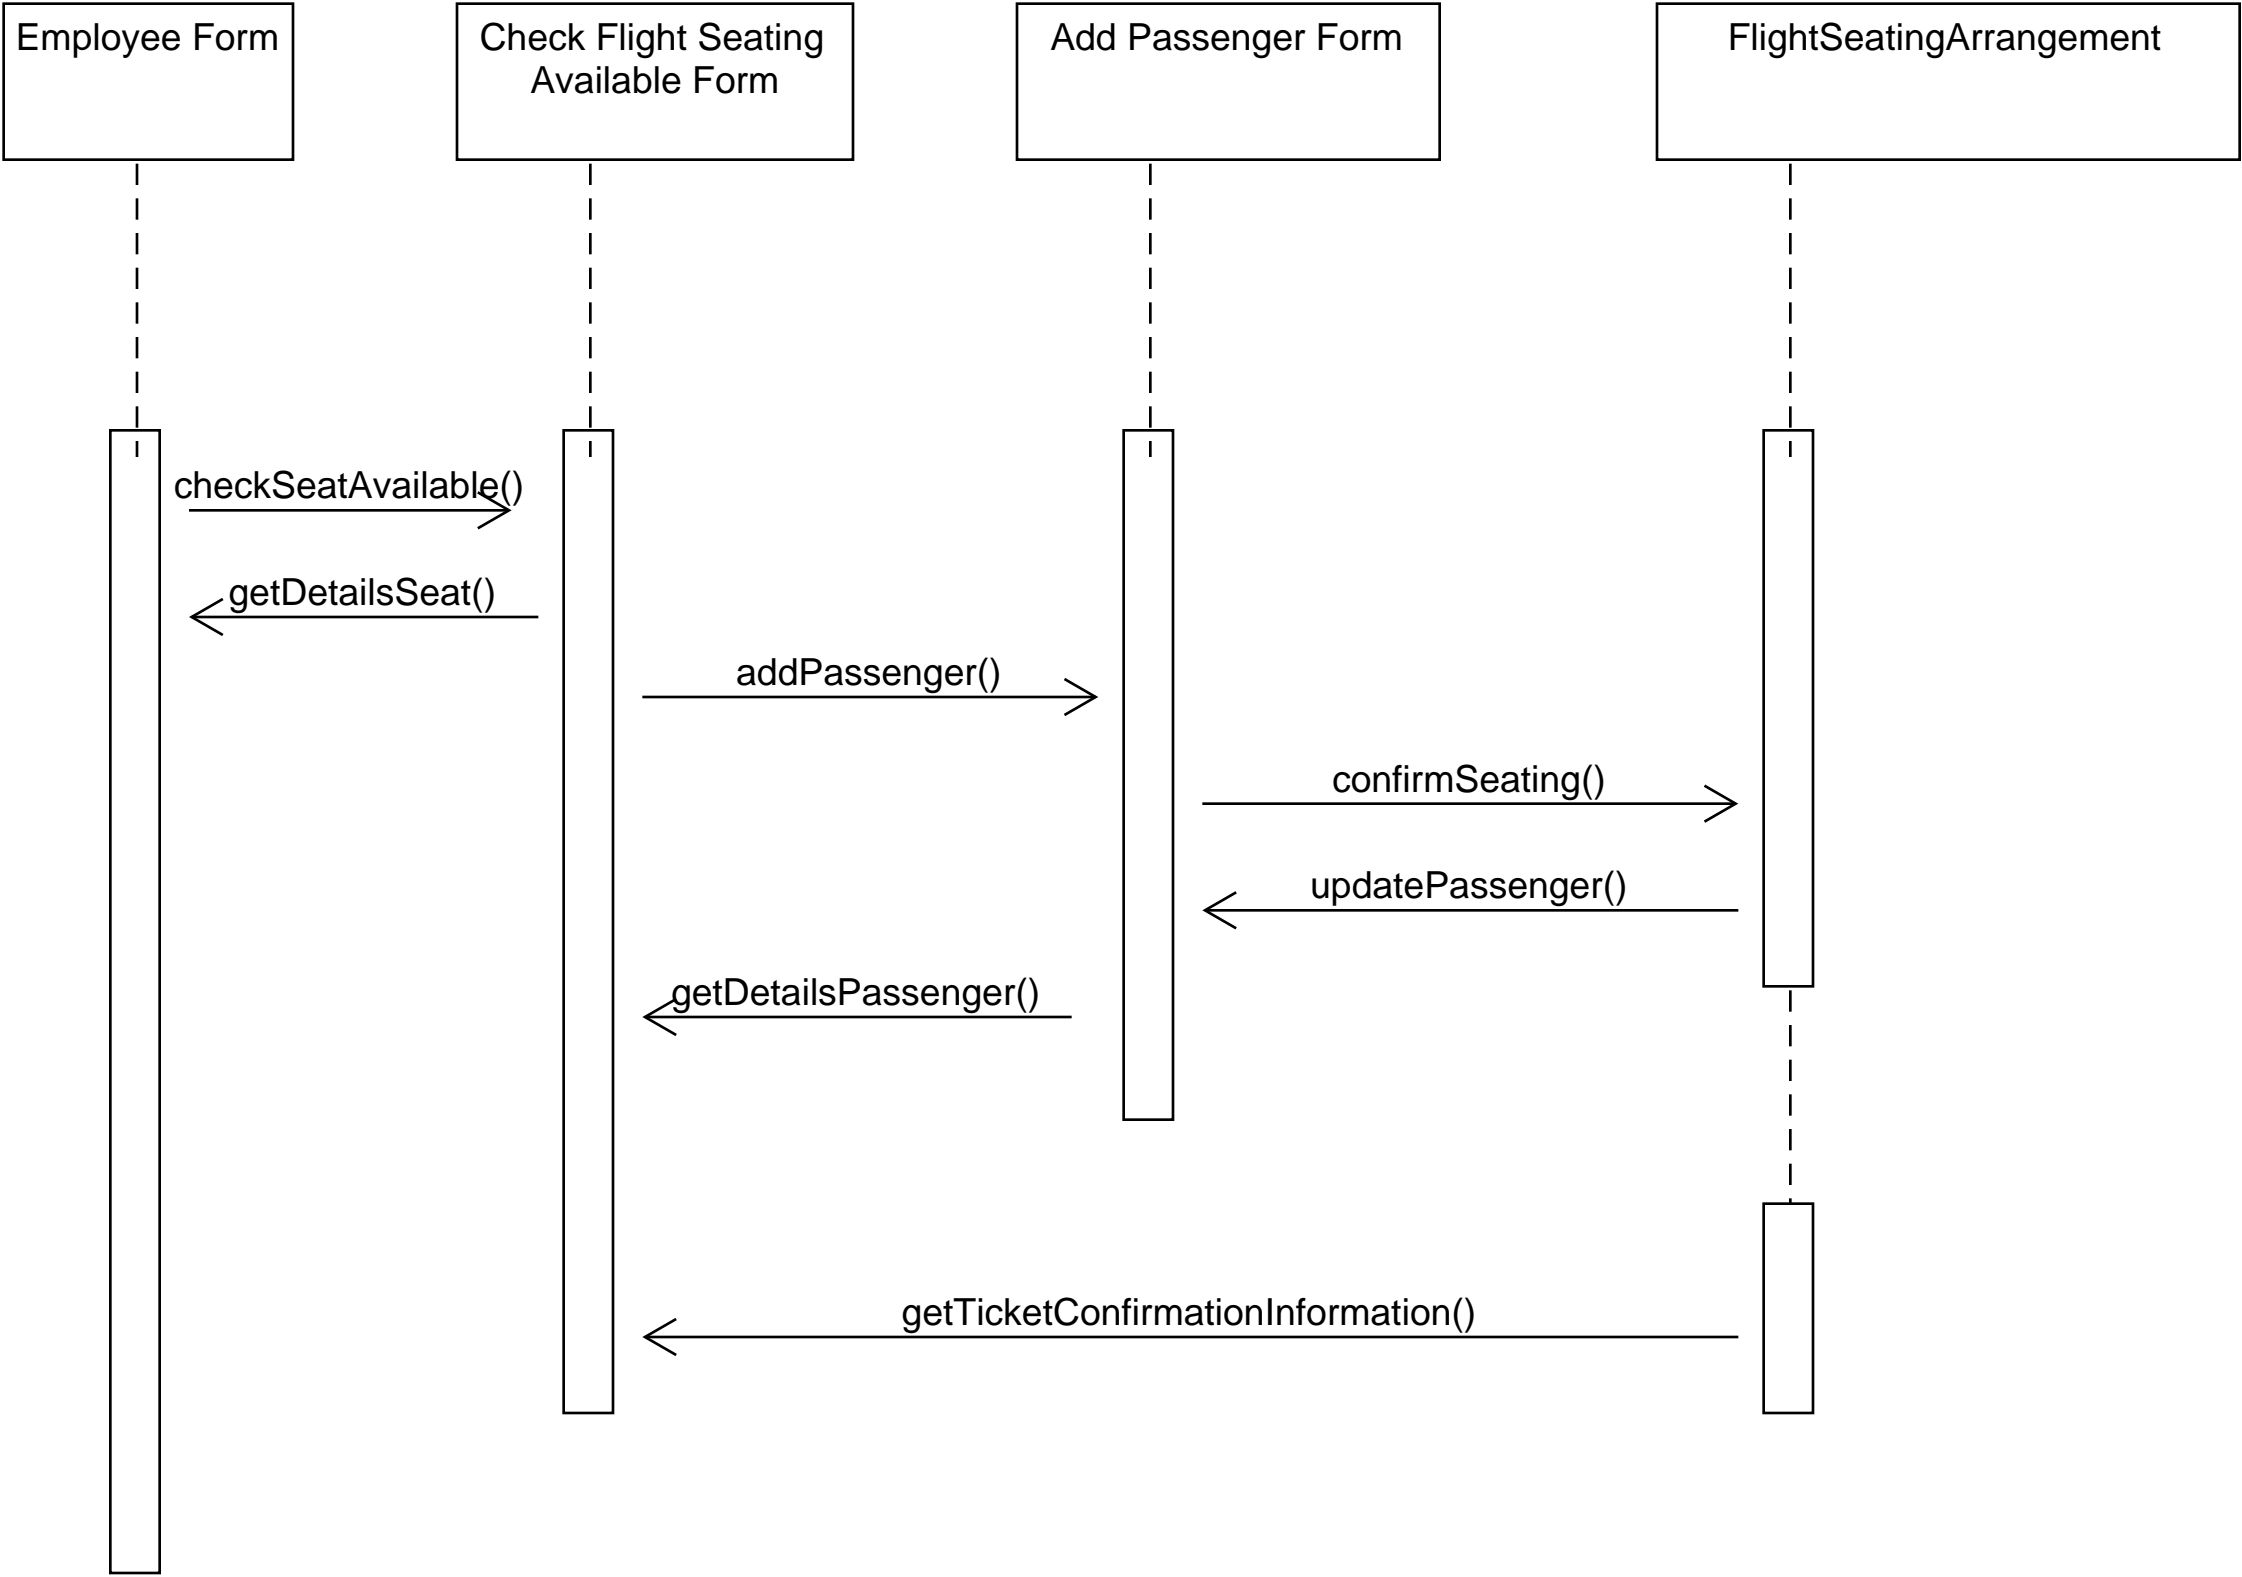 Employee Form
Check Flight Seating
Available Form
Add Passenger Form
FlightSeatingArrangement
checkSeatAvailable()
getDetailsSeat()
addPassenger()
confirmSeating()
updatePassenger()
getDetailsPassenger()
getTicketConfirmationInformation()